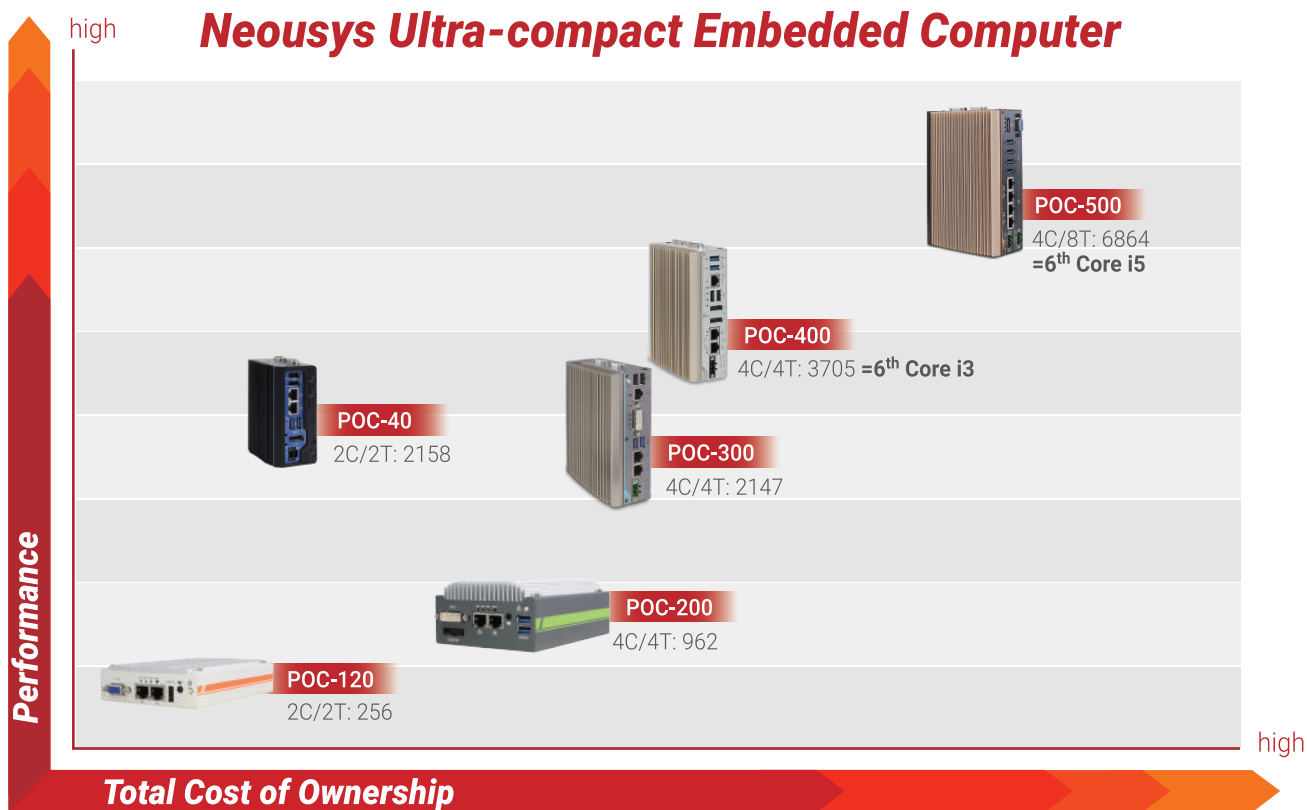 Neousys Ultra-compact Embedded Computer
high
POC-500
4C/8T: 6864
=6th Core i5
POC-400
4C/4T: 3705 =6th Core i3
POC-40
2C/2T: 2158
POC-300
4C/4T: 2147
POC-200
4C/4T: 962
POC-120
2C/2T: 256
Performance
high
Total Cost of Ownership